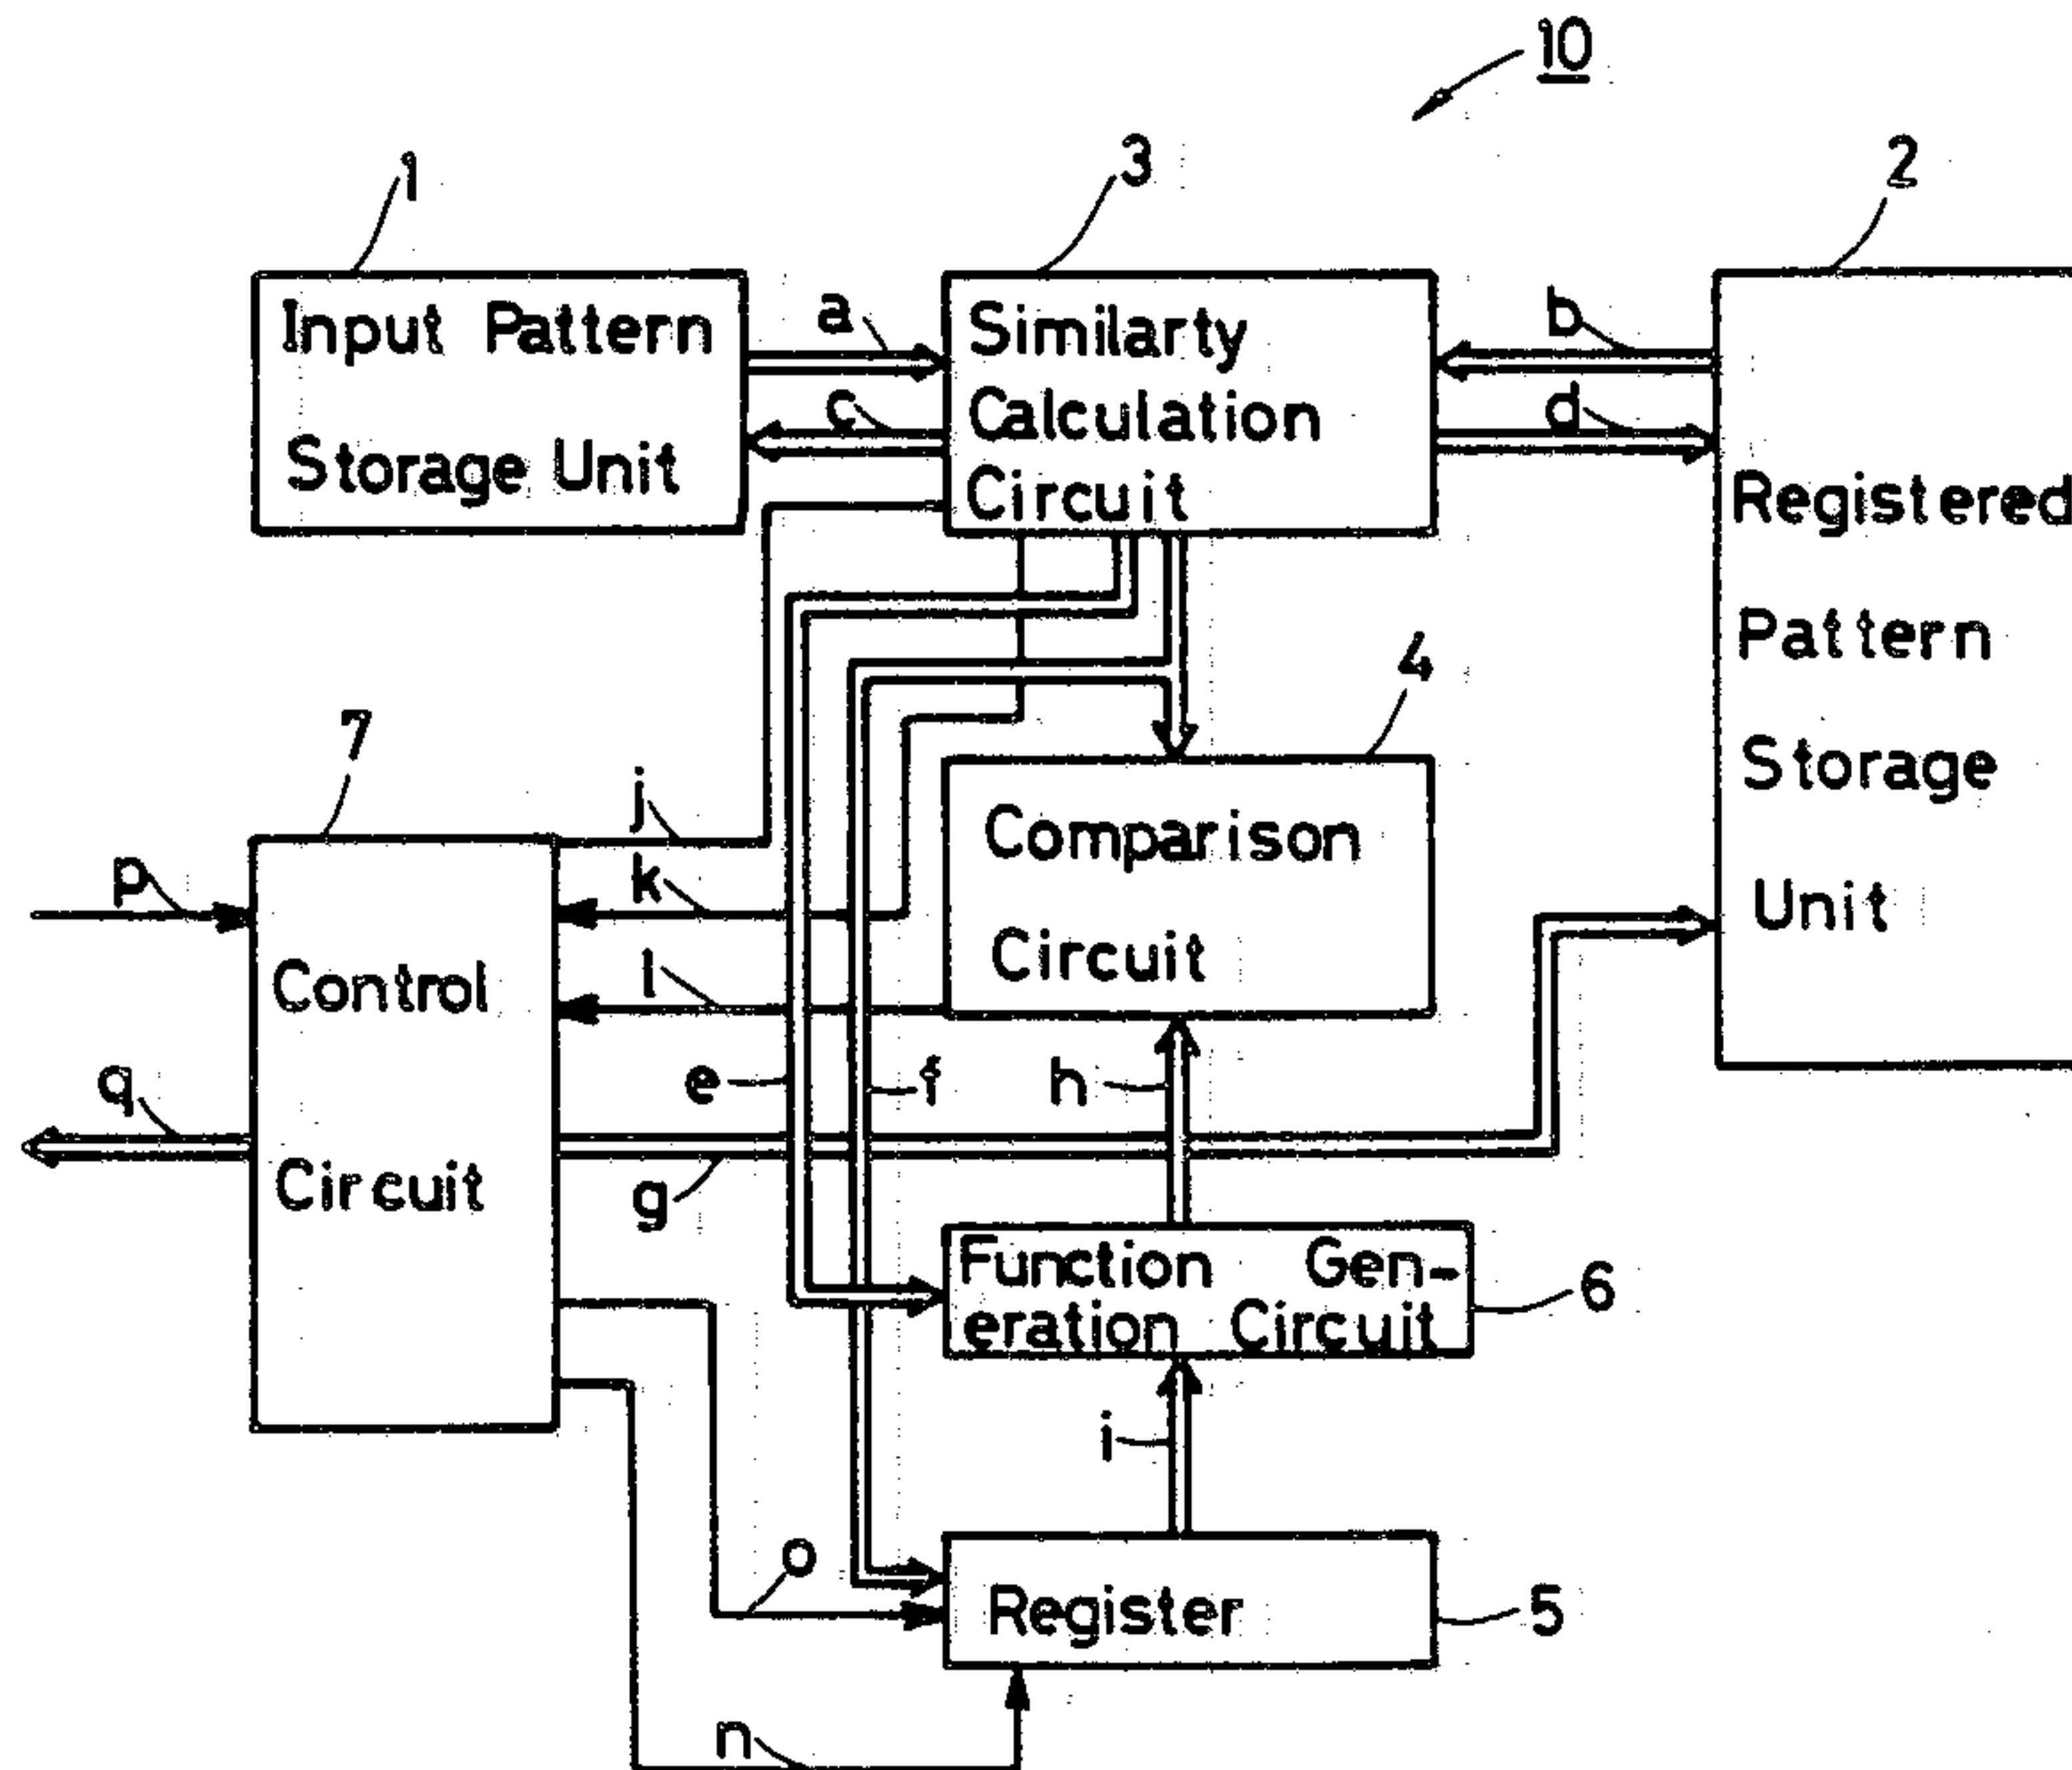 10
1
3
2
Input Pattern
Storage Unit
a
c
Similarty
Calculation
Circuit
b
d
Registered
Pattern
Storage
Unit
4
7
j
k
l
p
Control
Circuit
q
Comparison
Circuit
e
f
h
g
Function Gen-
eration Circuit
6
i
o
Register
5
n